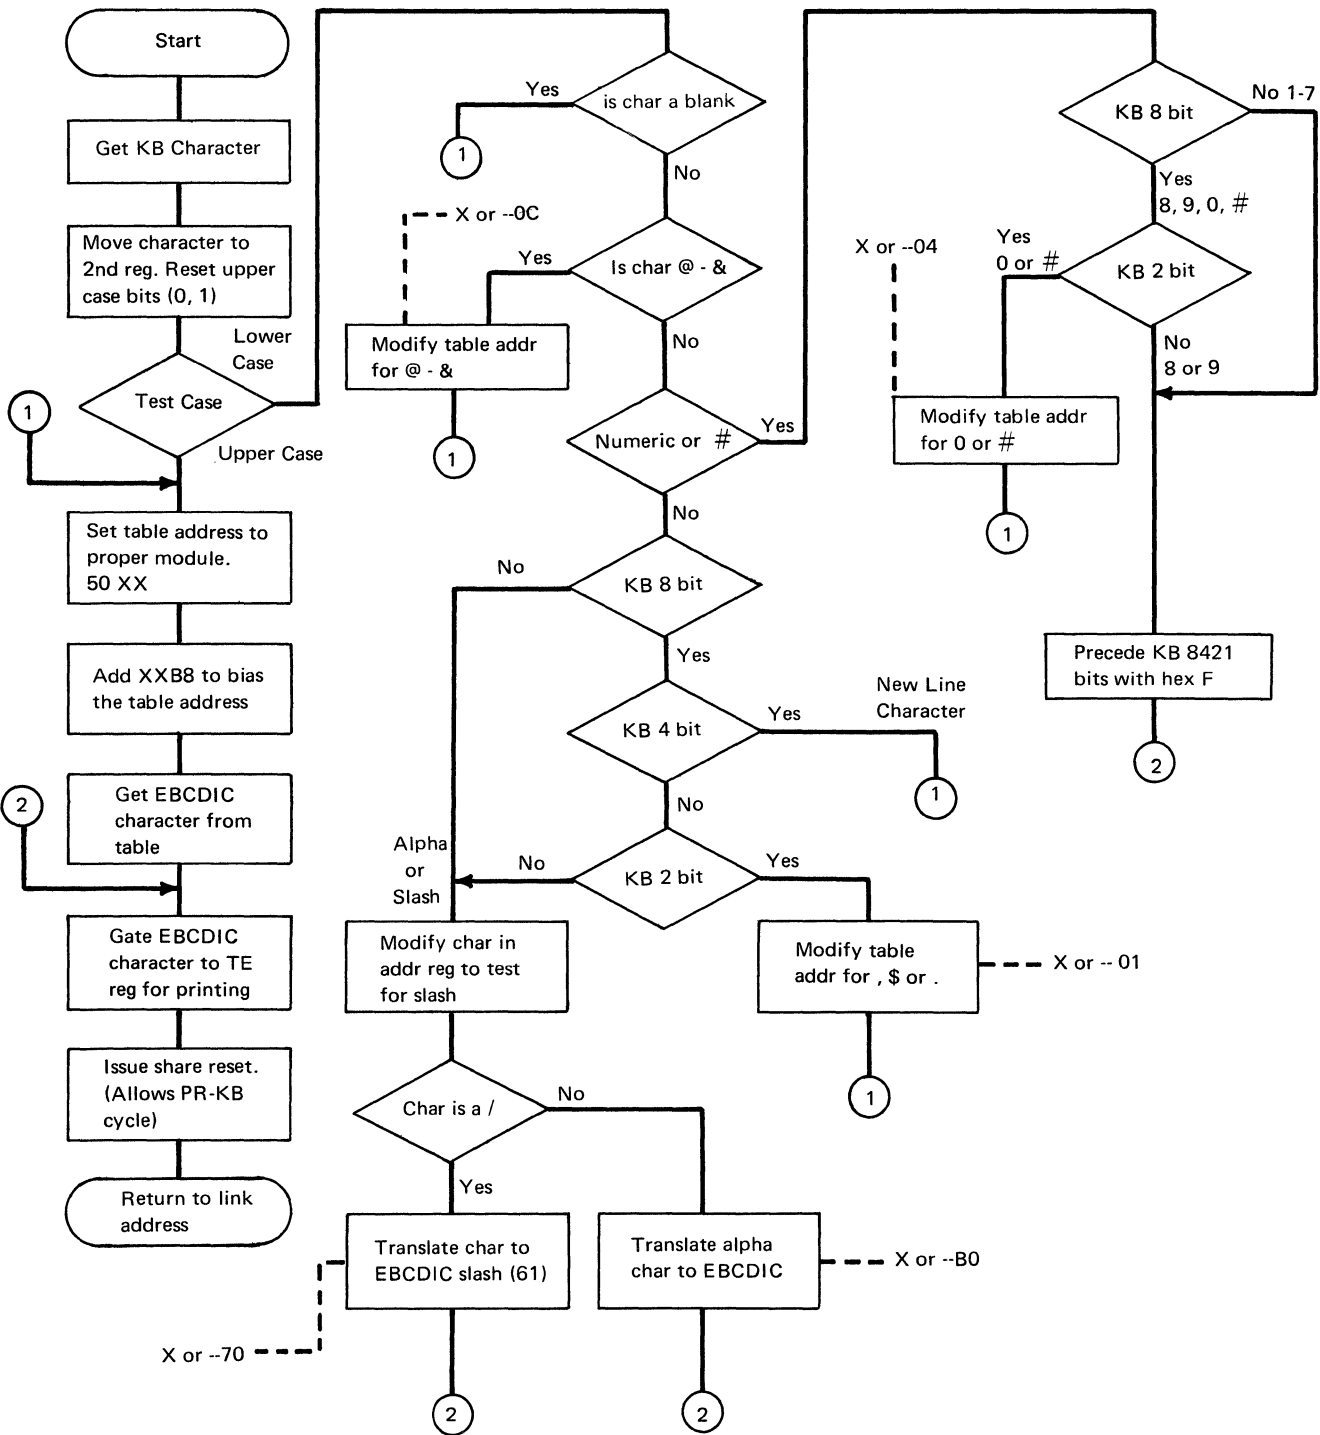 Start
Get KB Character
Move character to
2nd reg. Reset upper
case bits (0, 1)
Lower
Case
Test Case
1
Upper Case
Set table address to
proper module.
50 XX
Add XXB8 to bias
the table address
2
Get EBCDIC
character from
table
Gate EBCDIC
character to TE
reg for printing
Issue share reset.
(Allows PR-KB
cycle)
Return to link
address
Yes
is char a blank
1
No
X or --0C
Yes
Is char @ - &
Modify table addr
for @ - &
No
1
Numeric or #
Yes
No
No
KB 8 bit
Yes
KB 4 bit
Yes
New Line
Character
1
No
Alpha
or
Slash
No
KB 2 bit
Yes
Modify char in
addr reg to test
for slash
Modify table
addr for , $ or .
X or -- 01
1
Char is a /
No
Yes
Translate char to
EBCDIC slash (61)
X or --70
2
Translate alpha
char to EBCDIC
X or --B0
2
KB 8 bit
No 1-7
Yes
8, 9, 0, #
X or --04
Yes
0 or #
KB 2 bit
No
8 or 9
Modify table addr
for 0 or #
1
Precede KB 8421
bits with hex F
2